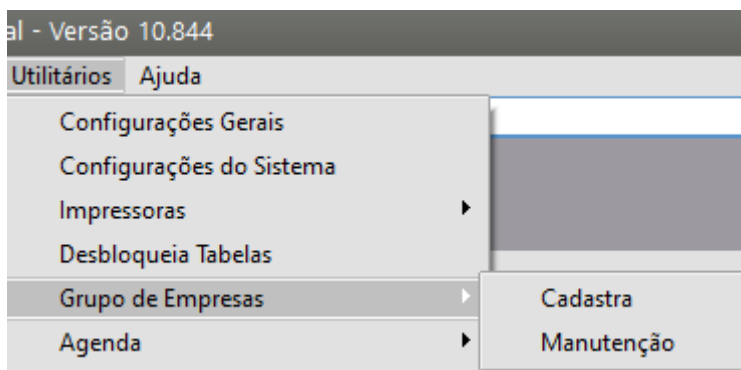 al - Versão 10.844
Utilitários Ajuda
Configurações Gerais
Configurações do Sistema
Impressoras
Desbloqueia Tabelas
Grupo de Empresas
Cadastra
Agenda
Manutenção